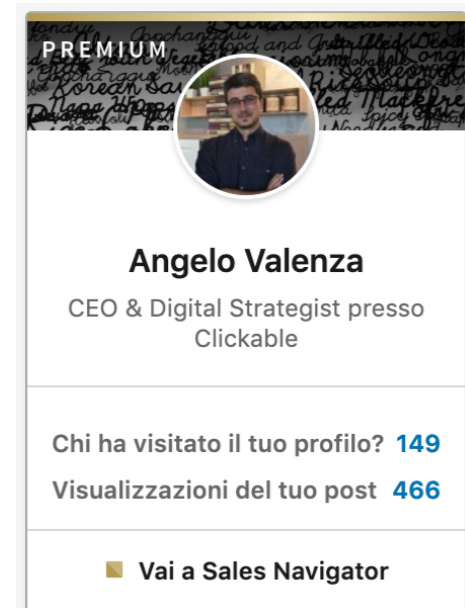 PREMIUM
Angelo Valenza
CEO & Digital Strategist presso
Clickable
Chi ha visitato il tuo profilo? 149
Visualizzazioni del tuo post 466
Vai a Sales Navigator